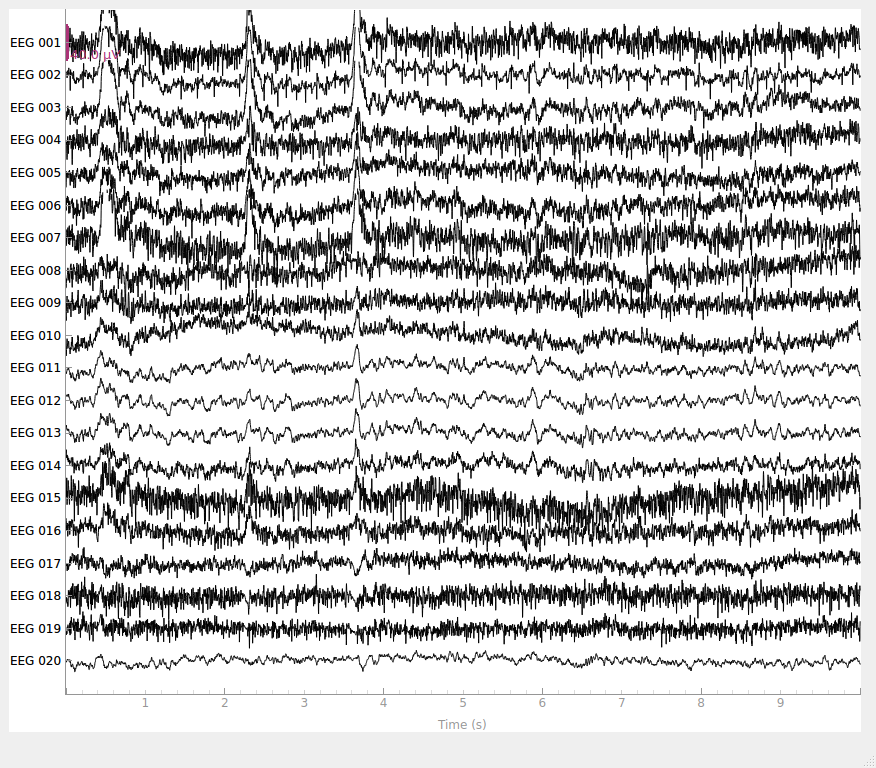 EEG 001
EEG 002
EEG 003
EEG 004
EEG 005
EEG 006
EEG 007
EEG 008
EEG 009
EEG 010
EEG 011
EEG 012
EEG 013
EEG 014
EEG 015
EEG 016
EEG 017
EEG 018
EEG 019
EEG 020
1 2 3 4 5 6 7 8 9
Time (s)